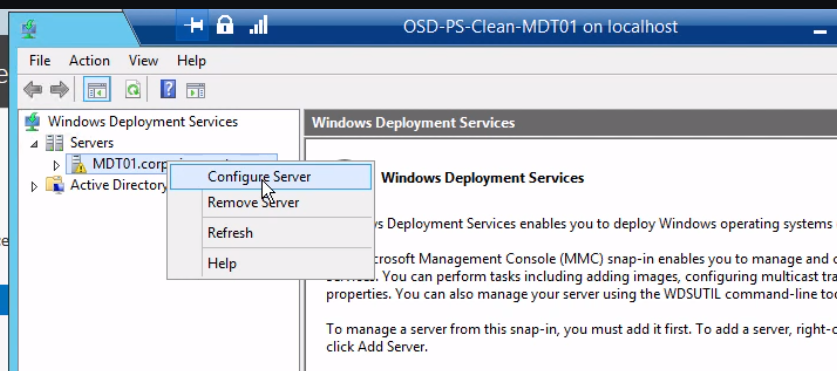 OSD-PS-Clean-MDT01 on localhost
File Action View Help
Windows Deployment Services
Servers
MDT01.corp
Active Directory
Configure Server
Remove Server
Refresh
Help
Windows Deployment Services
Windows Deployment Services
s Deployment Services enables you to deploy Windows operating systems
crosoft Management Console (MMC) snap-in enables you to manage and
You can perform tasks including adding images, configuring multicast tra
properties. You can also manage your server using the WDSUTIL command-line too
To manage a server from this snap-in, you must add it first. To add a server, right-c
click Add Server.